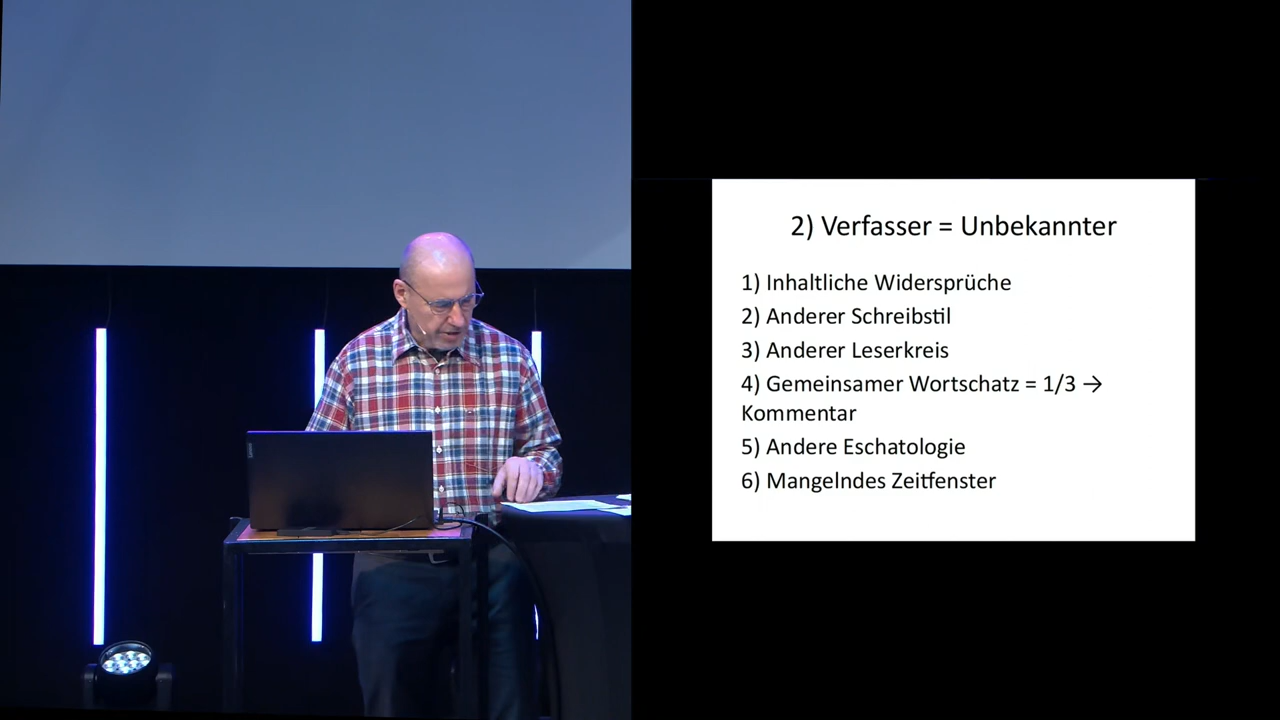 2) Verfasser = Unbekannter
1) Inhaltliche Widersprüche
2) Anderer Schreibstil
3) Anderer Leserkreis
4) Gemeinsamer Wortschatz = 1/3 →
Kommentar
5) Andere Eschatologie
6) Mangelndes Zeitfenster